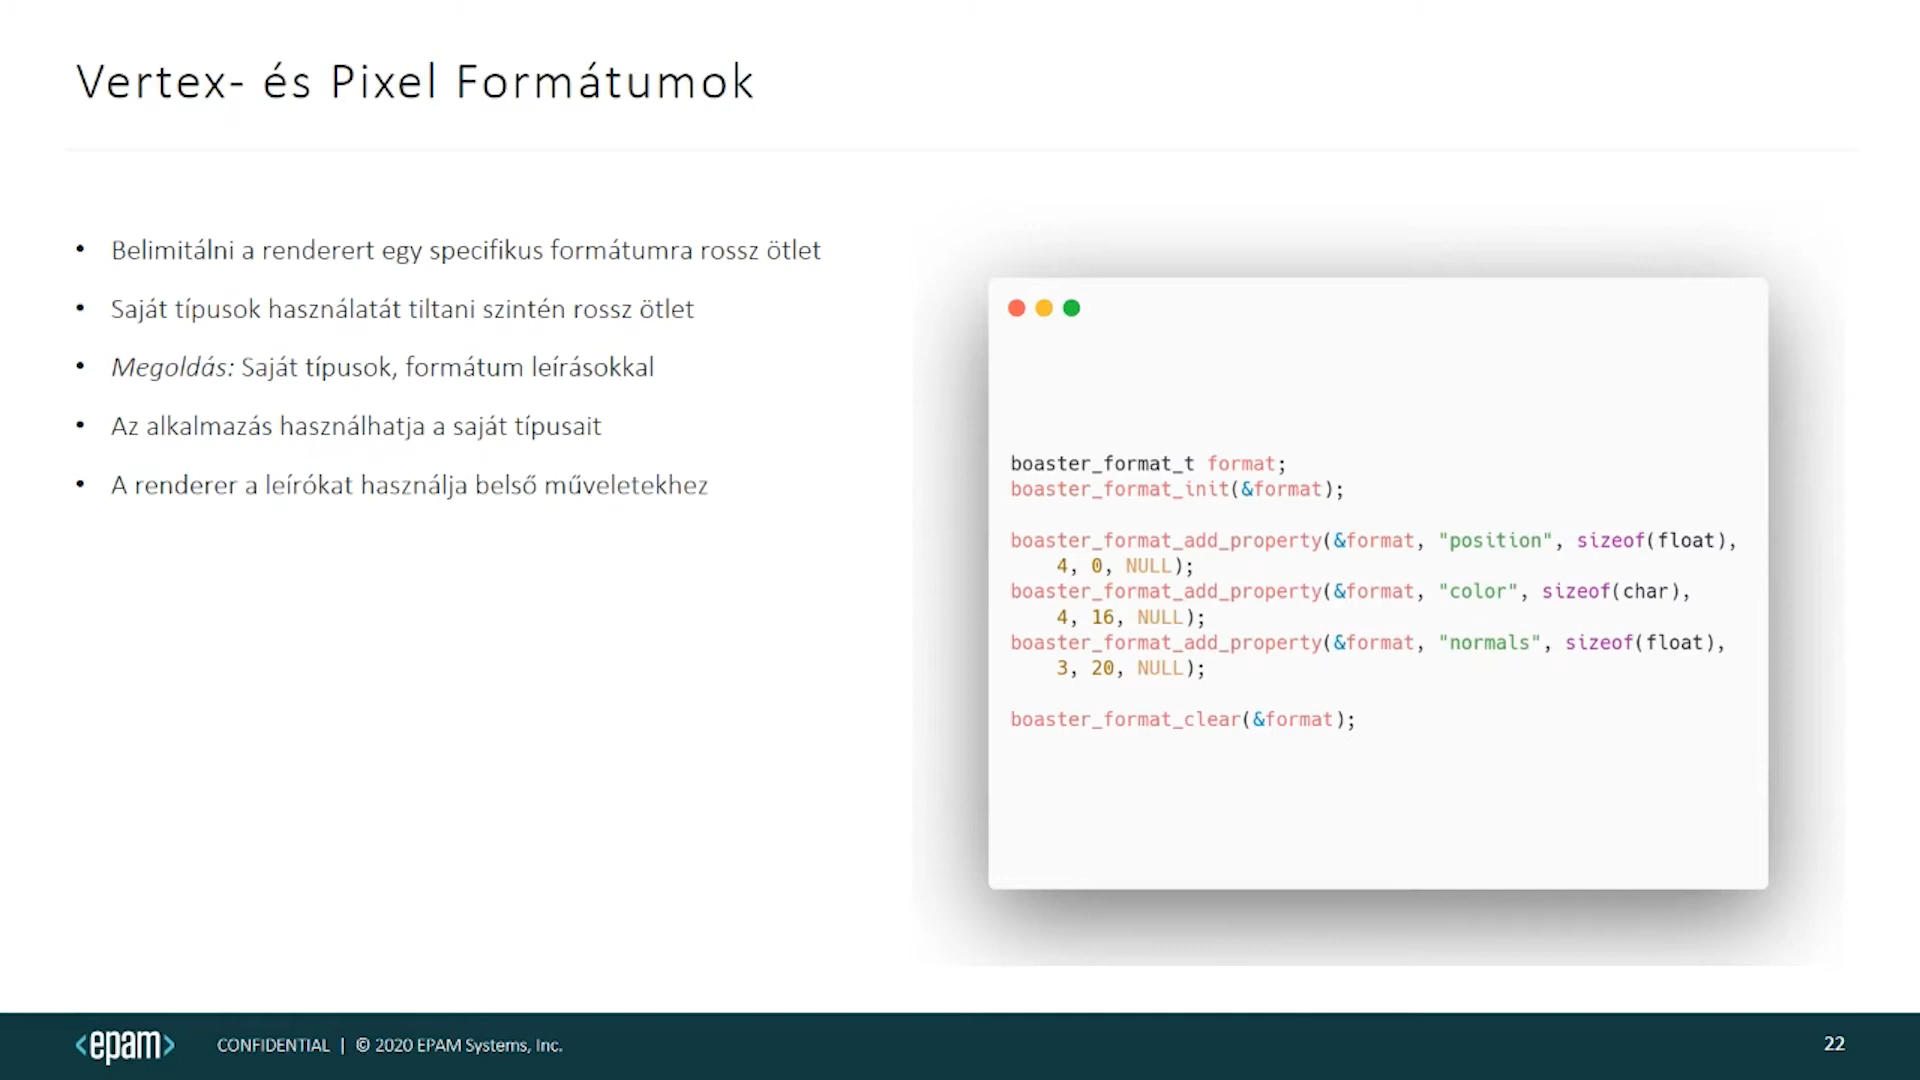 Vertex- és Pixel Formátumok
• Belimitálni a renderert egy specifikus formátumra rossz ötlet
• Saját típusok használatát tiltani szintén rossz ötlet
• Megoldás: Saját típusok, formátum leírásokkal
• Az alkalmazás használhatja a saját típusait
• A renderer a leírókat használja belső műveletekhez
boaster_format_t format;
boaster_format_init(&format);
boaster_format_add_property(&format, "position", sizeof(float),
    4, 0, NULL);
boaster_format_add_property(&format, "color", sizeof(char),
    4, 16, NULL);
boaster_format_add_property(&format, "normals", sizeof(float),
    3, 20, NULL);
boaster_format_clear(&format);
<epam> CONFIDENTIAL | © 2020 EPAM Systems, Inc.
22